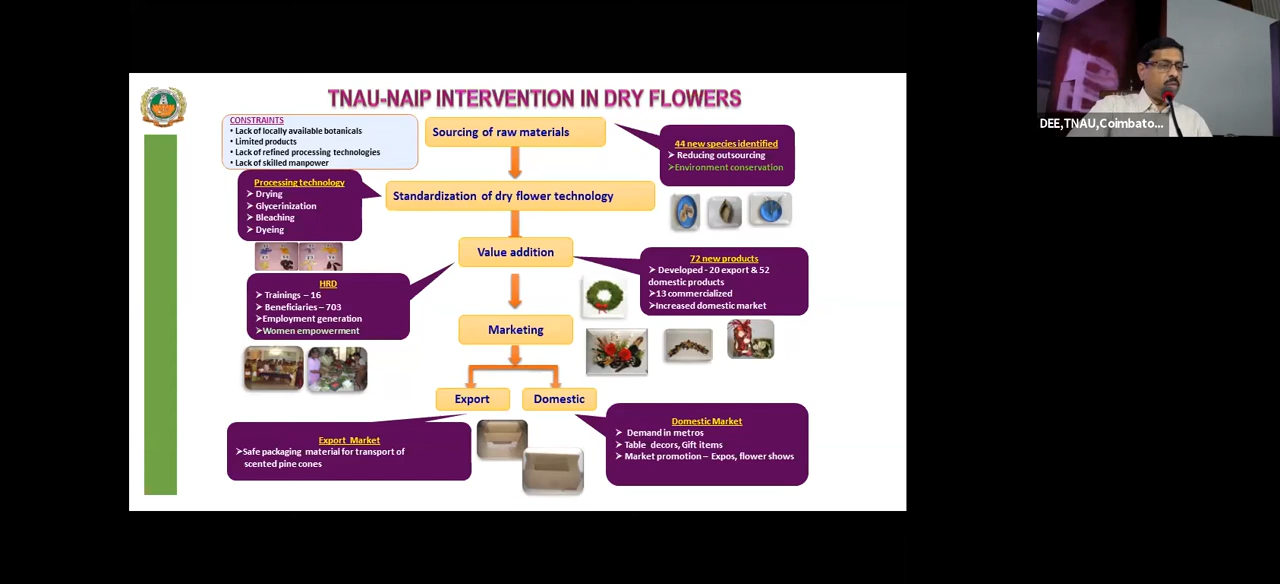 TNAU-NAIP INTERVENTION IN DRY FLOWERS
CONSTRAINTS
• Lack of locally available botanicals
• Limited products
• Lack of refined processing technologies
• Lack of skilled manpower
Sourcing of raw materials
44 new species identified
➤ Reducing outsourcing
➤Environment conservation
Processing technology
➤ Drying
➤ Glycerinization
➤ Bleaching
➤ Dyeing
Standardization of dry flower technology
Value addition
72 new products
➤ Developed - 20 export & 52
domestic products
➤13 commercialized
➤Increased domestic market
HRD
➤ Trainings – 16
➤ Beneficiaries – 703
➤Employment generation
➤Women empowerment
Marketing
Export
Domestic
Export Market
➤Safe packaging material for transport of
scented pine cones
Domestic Market
➤ Demand in metros
➤ Table decors, Gift items
➤ Market promotion – Expos, flower shows
DEE,TNAU,Coimbato...